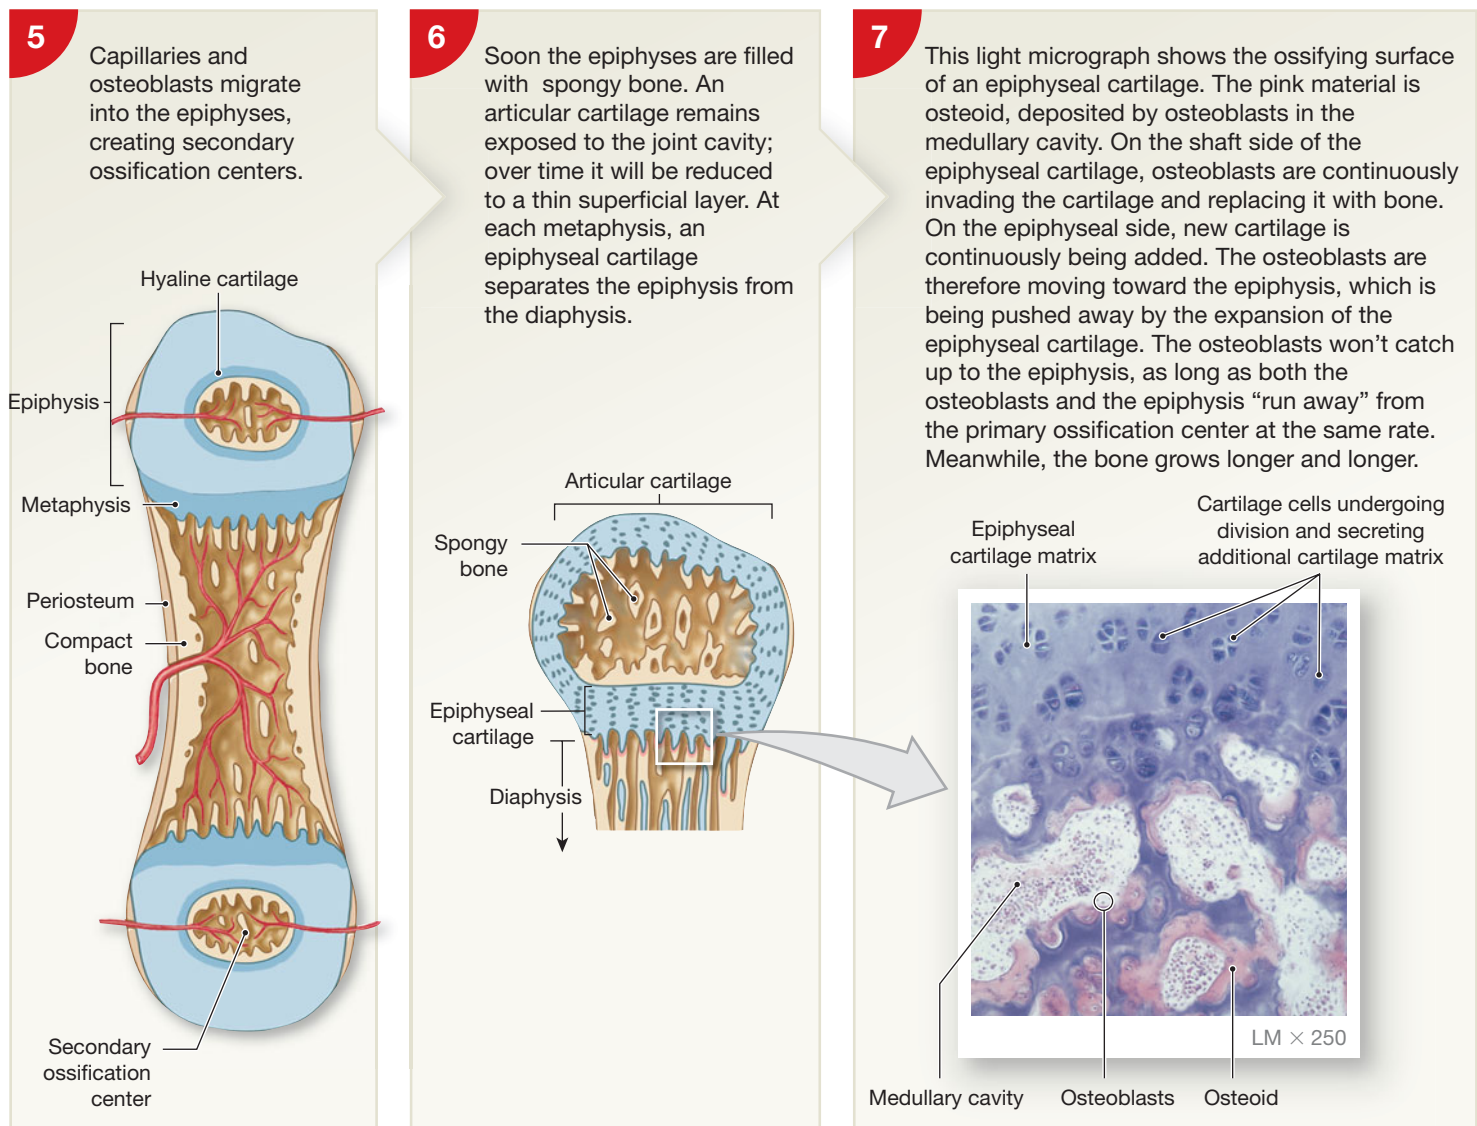 5
Capillaries and
osteoblasts migrate
into the epiphyses,
creating secondary
ossification centers.
Hyaline cartilage
Epiphysis
Metaphysis
Periosteum
Compact
bone
Secondary
ossification
center
6
Soon the epiphyses are filled
with spongy bone. An
articular cartilage remains
exposed to the joint cavity;
over time it will be reduced
to a thin superficial layer. At
each metaphysis, an
epiphyseal cartilage
separates the epiphysis from
the diaphysis.
Articular cartilage
Spongy
bone
Epiphyseal
cartilage
Diaphysis
7
This light micrograph shows the ossifying surface
of an epiphyseal cartilage. The pink material is
osteoid, deposited by osteoblasts in the
medullary cavity. On the shaft side of the
epiphyseal cartilage, osteoblasts are continuously
invading the cartilage and replacing it with bone.
On the epiphyseal side, new cartilage is
continuously being added. The osteoblasts are
therefore moving toward the epiphysis, which is
being pushed away by the expansion of the
epiphyseal cartilage. The osteoblasts won’t catch
up to the epiphysis, as long as both the
osteoblasts and the epiphysis “run away” from
the primary ossification center at the same rate.
Meanwhile, the bone grows longer and longer.
Epiphyseal
cartilage matrix
Cartilage cells undergoing
division and secreting
additional cartilage matrix
LM × 250
Medullary cavity
Osteoblasts
Osteoid